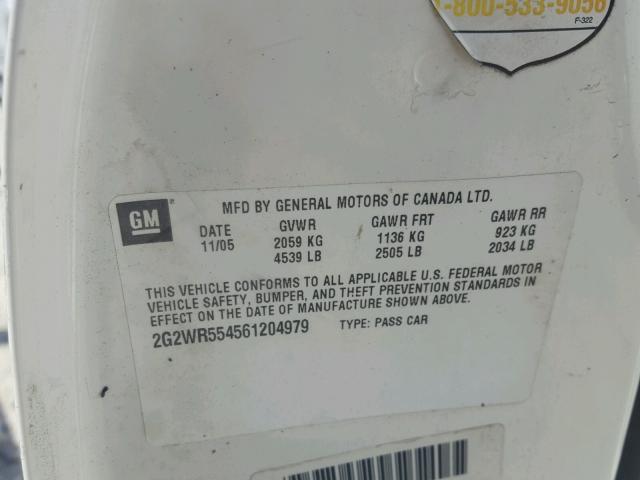 1-800-533-9056
F-322
GM
MFD BY GENERAL MOTORS OF CANADA LTD.
DATE GVWR GAWR FRT GAWR RR
11/05 2059 KG 1136 KG 923 KG
4539 LB 2505 LB 2034 LB
THIS VEHICLE CONFORMS TO ALL APPLICABLE U.S. FEDERAL MOTOR
VEHICLE SAFETY, BUMPER, AND THEFT PREVENTION STANDARDS IN
EFFECT ON THE DATE OF MANUFACTURE SHOWN ABOVE.
2G2WR554561204979 TYPE: PASS CAR